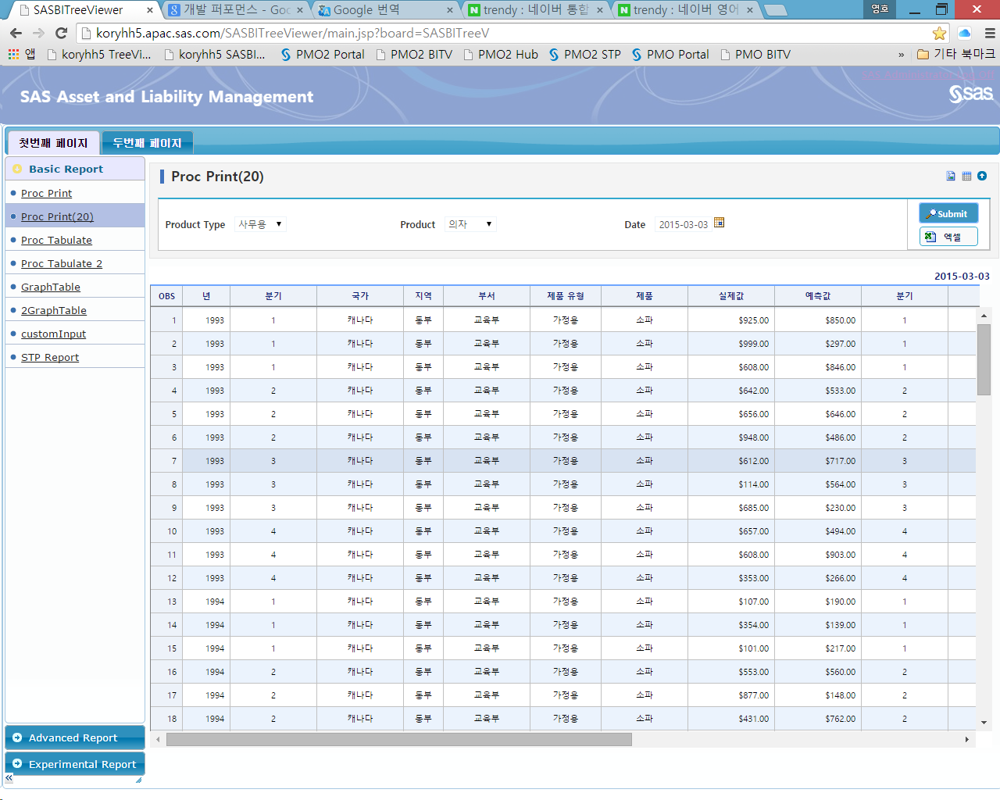 SASBITreeViewer
개발 퍼포먼스 - Goo
Google 번역
trendy : 네이버 통합
trendy : 네이버 영어
영호
koryhh5.apac.sas.com/SASBITreeViewer/main.jsp?board=SASBITreeV
앱
koryhh5 TreeVi...
koryhh5 SASBI...
PMO2 Portal
PMO2 BITV
PMO2 Hub
PMO2 STP
PMO Portal
PMO BITV
»
기타 북마크
SAS Asset and Liability Management
sas
첫번째 페이지
두번째 페이지
Basic Report
Proc Print
Proc Print(20)
Proc Tabulate
Proc Tabulate 2
GraphTable
2GraphTable
customInput
STP Report
Advanced Report
Experimental Report
«
Proc Print(20)
Product Type 사무용 Product 의자 Date 2015-03-03
Submit
엑셀
2015-03-03
OBS 년 분기 국가 지역 부서 제품 유형 제품 실제값 예측값 분기
1 1993 1 캐나다 동부 교육부 가정용 소파 $925.00 $850.00 1
2 1993 1 캐나다 동부 교육부 가정용 소파 $999.00 $297.00 1
3 1993 1 캐나다 동부 교육부 가정용 소파 $608.00 $846.00 1
4 1993 2 캐나다 동부 교육부 가정용 소파 $642.00 $533.00 2
5 1993 2 캐나다 동부 교육부 가정용 소파 $656.00 $646.00 2
6 1993 2 캐나다 동부 교육부 가정용 소파 $948.00 $486.00 2
7 1993 3 캐나다 동부 교육부 가정용 소파 $612.00 $717.00 3
8 1993 3 캐나다 동부 교육부 가정용 소파 $114.00 $564.00 3
9 1993 3 캐나다 동부 교육부 가정용 소파 $685.00 $230.00 3
10 1993 4 캐나다 동부 교육부 가정용 소파 $657.00 $494.00 4
11 1993 4 캐나다 동부 교육부 가정용 소파 $608.00 $903.00 4
12 1993 4 캐나다 동부 교육부 가정용 소파 $353.00 $266.00 4
13 1994 1 캐나다 동부 교육부 가정용 소파 $107.00 $190.00 1
14 1994 1 캐나다 동부 교육부 가정용 소파 $354.00 $139.00 1
15 1994 1 캐나다 동부 교육부 가정용 소파 $101.00 $217.00 1
16 1994 2 캐나다 동부 교육부 가정용 소파 $553.00 $560.00 2
17 1994 2 캐나다 동부 교육부 가정용 소파 $877.00 $148.00 2
18 1994 2 캐나다 동부 교육부 가정용 소파 $431.00 $762.00 2